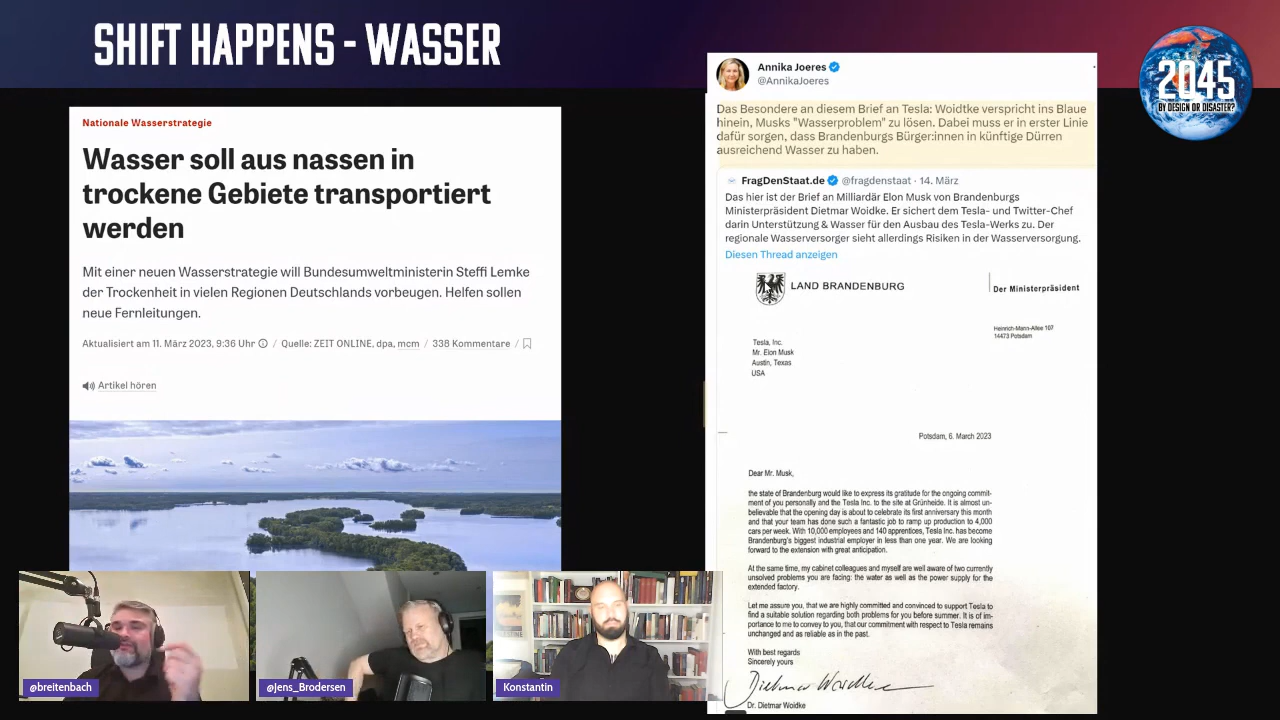 SHIFT HAPPENS - WASSER
2045
BY DESIGN OR DISASTER?
Nationale Wasserstrategie
Wasser soll aus nassen in
trockene Gebiete transportiert
werden
Mit einer neuen Wasserstrategie will Bundesumweltministerin Steffi Lemke
der Trockenheit in vielen Regionen Deutschlands vorbeugen. Helfen sollen
neue Fernleitungen.
Aktualisiert am 11. März 2023, 9:36 Uhr / Quelle: ZEIT ONLINE, dpa, mcm / 338 Kommentare /
Artikel hören
Annika Joeres
@AnnikaJoeres
Das Besondere an diesem Brief an Tesla: Woidtke verspricht ins Blaue
hinein, Musks "Wasserproblem" zu lösen. Dabei muss er in erster Linie
dafür sorgen, dass Brandenburgs Bürger:innen in künftige Dürren
ausreichend Wasser zu haben.
FragDenStaat.de @fragdenstaat · 14. März
Das hier ist der Brief an Milliardär Elon Musk von Brandenburgs
Ministerpräsident Dietmar Woidke. Er sichert dem Tesla- und Twitter-Chef
darin Unterstützung & Wasser für den Ausbau des Tesla-Werks zu. Der
regionale Wasserversorger sieht allerdings Risiken in der Wasserversorgung.
Diesen Thread anzeigen
LAND BRANDENBURG
Der Ministerpräsident
Heinrich-Mann-Allee 107
14473 Potsdam
Tesla, Inc.
Mr. Elon Musk
Austin, Texas
USA
Potsdam, 6. March 2023
Dear Mr. Musk,
the state of Brandenburg would like to express its gratitude for the ongoing commit-
ment of you personally and the Tesla Inc. to the site at Grünheide. It is almost un-
believable that the opening day is about to celebrate its first anniversary this month
and that your team has done such a fantastic job to ramp up production to 4,000
cars per week. With 10,000 employees and 140 apprentices, Tesla Inc. has become
Brandenburg's biggest industrial employer in less than one year. We are looking
forward to the extension with great anticipation.
At the same time, my cabinet colleagues and myself are well aware of two currently
unsolved problems you are facing: the water as well as the power supply for the
extended factory.
Let me assure you, that we are highly committed and convinced to support Tesla to
find a suitable solution regarding both problems for you before summer. It is of im-
portance to me to convey to you, that our commitment with respect to Tesla remains
unchanged and as reliable as in the past.
With best regards
Sincerely yours
Dietmar Woidke
Dr. Dietmar Woidke
@breitenbach
@jens_Brodersen
Konstantin